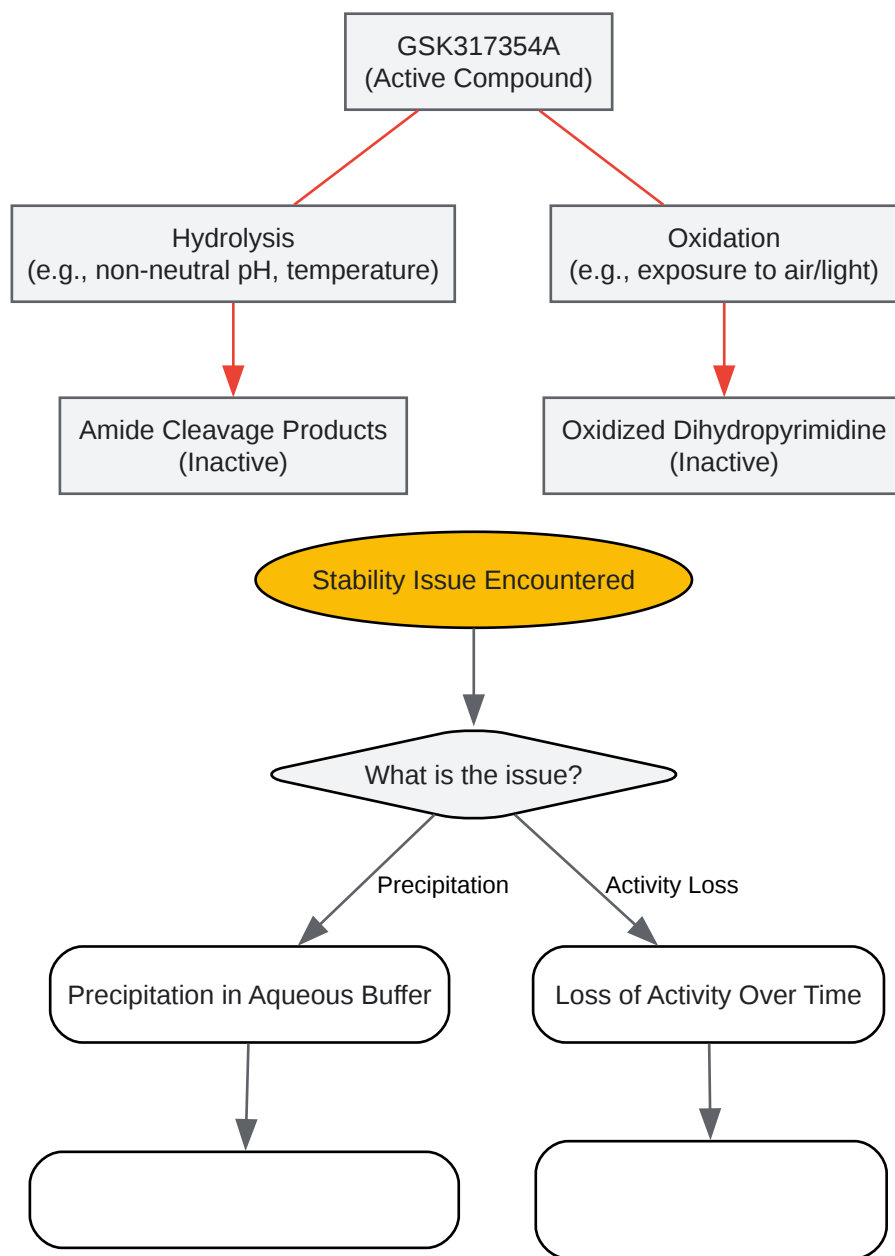 GSK317354A
(Active Compound)
Hydrolysis
(e.g., non-neutral pH, temperature)
Oxidation
(e.g., exposure to air/light)
Amide Cleavage Products
(Inactive)
Oxidized Dihydropyrimidine
(Inactive)
Stability Issue Encountered
What is the issue?
Precipitation
Activity Loss
Precipitation in Aqueous Buffer
Loss of Activity Over Time